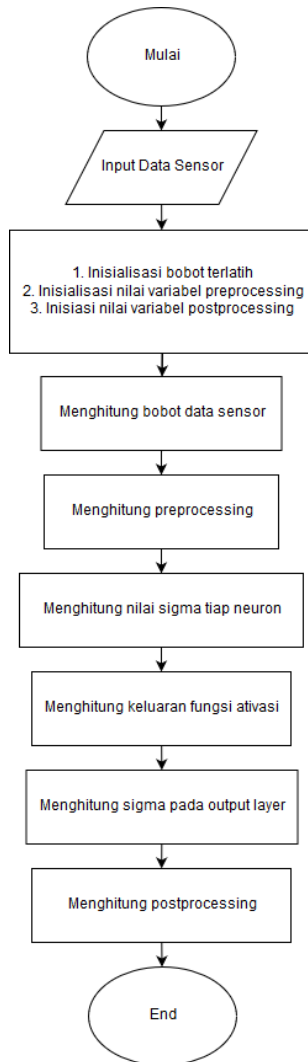 Mulai
Input Data Sensor
1. Inisialisasi bobot terlatih
2. Inisialisasi nilai variabel preprocessing
3. Inisiasi nilai variabel postprocessing
Menghitung bobot data sensor
Menghitung preprocessing
Menghitung nilai sigma tiap neuron
Menghitung keluaran fungsi ativasi
Menghitung sigma pada output layer
Menghitung postprocessing
End